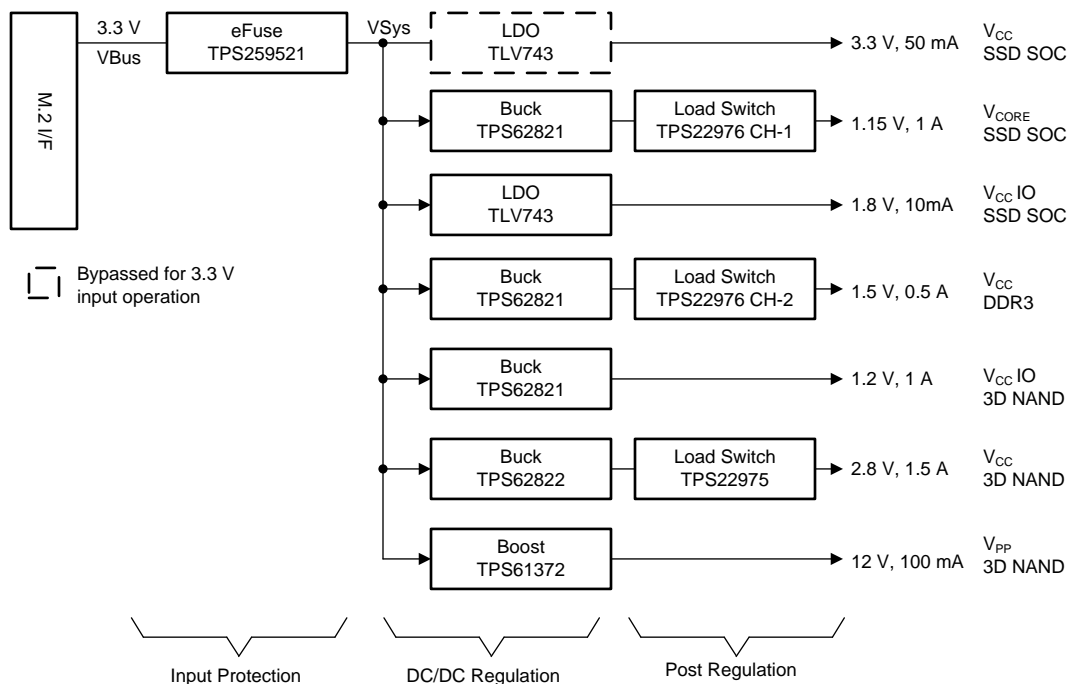 3.3 V
VBus
eFuse
TPS259521
VSys
LDO
TLV743
3.3 V, 50 mA
VCC
SSD SOC
M.2 I/F
Buck
TPS62821
Load Switch
TPS22976 CH-1
1.15 V, 1 A
VCORE
SSD SOC
LDO
TLV743
1.8 V, 10mA
VCC IO
SSD SOC
Bypassed for 3.3 V
input operation
Buck
TPS62821
Load Switch
TPS22976 CH-2
1.5 V, 0.5 A
VCC
DDR3
Buck
TPS62821
1.2 V, 1 A
VCC IO
3D NAND
Buck
TPS62822
Load Switch
TPS22975
2.8 V, 1.5 A
VCC
3D NAND
Boost
TPS61372
12 V, 100 mA
VPP
3D NAND
Input Protection
DC/DC Regulation
Post Regulation